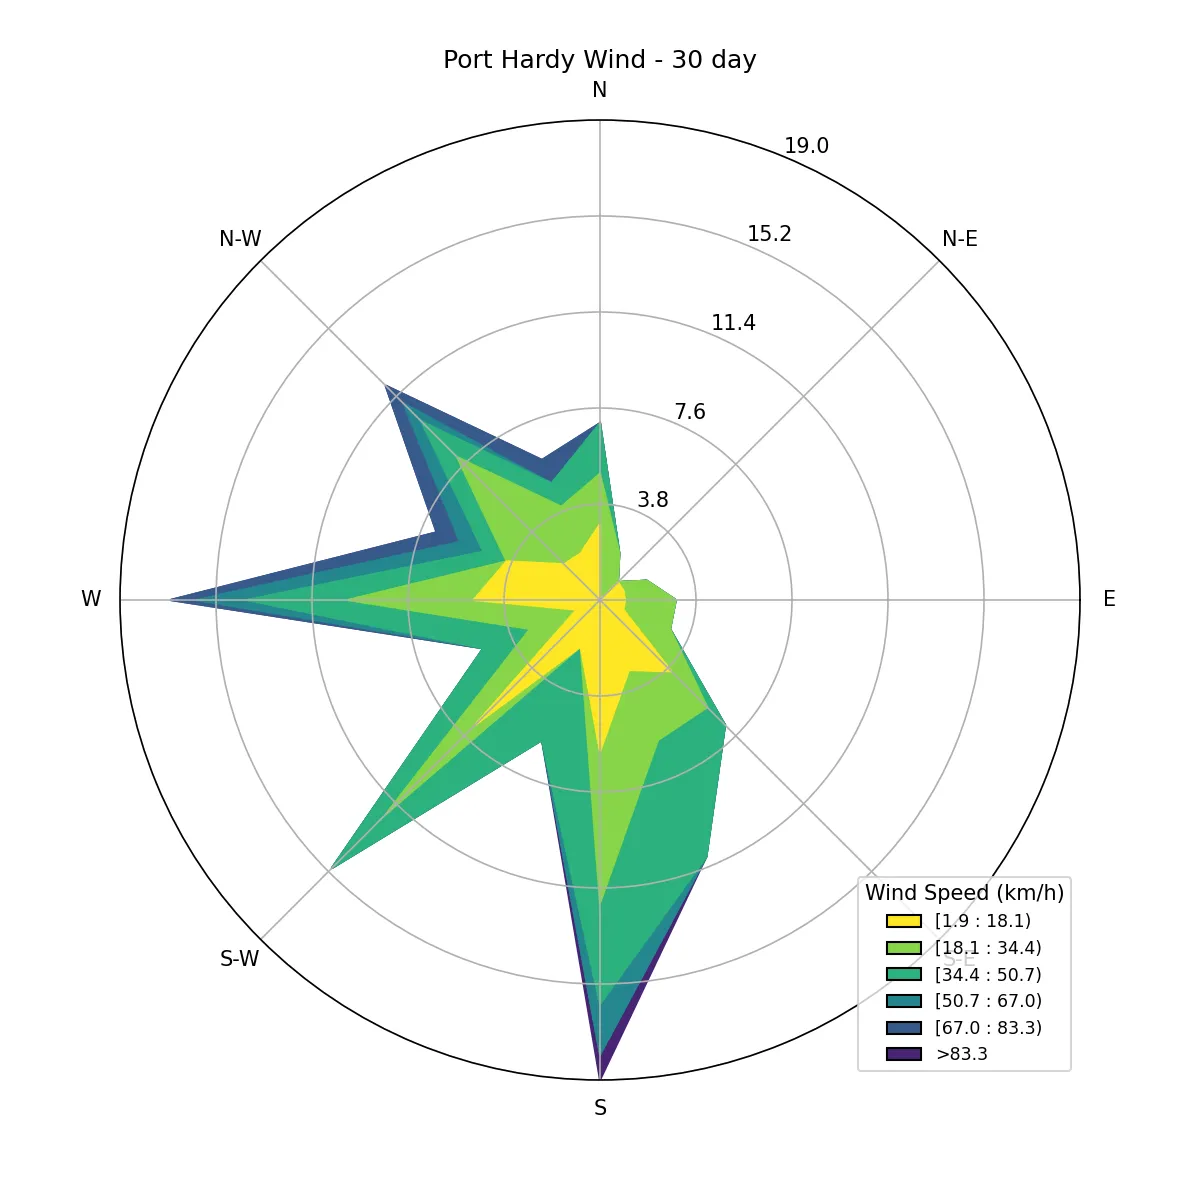 Port Hardy Wind - 30 day
N
19.0
15.2
N-W
N-E
11.4
7.6
3.8
W
E
Wind Speed (km/h)
[1.9 : 18.1)
[18.1 : 34.4)
S-W
S-E
[34.4 : 50.7)
[50.7 : 67.0)
[67.0 : 83.3)
>83.3
S